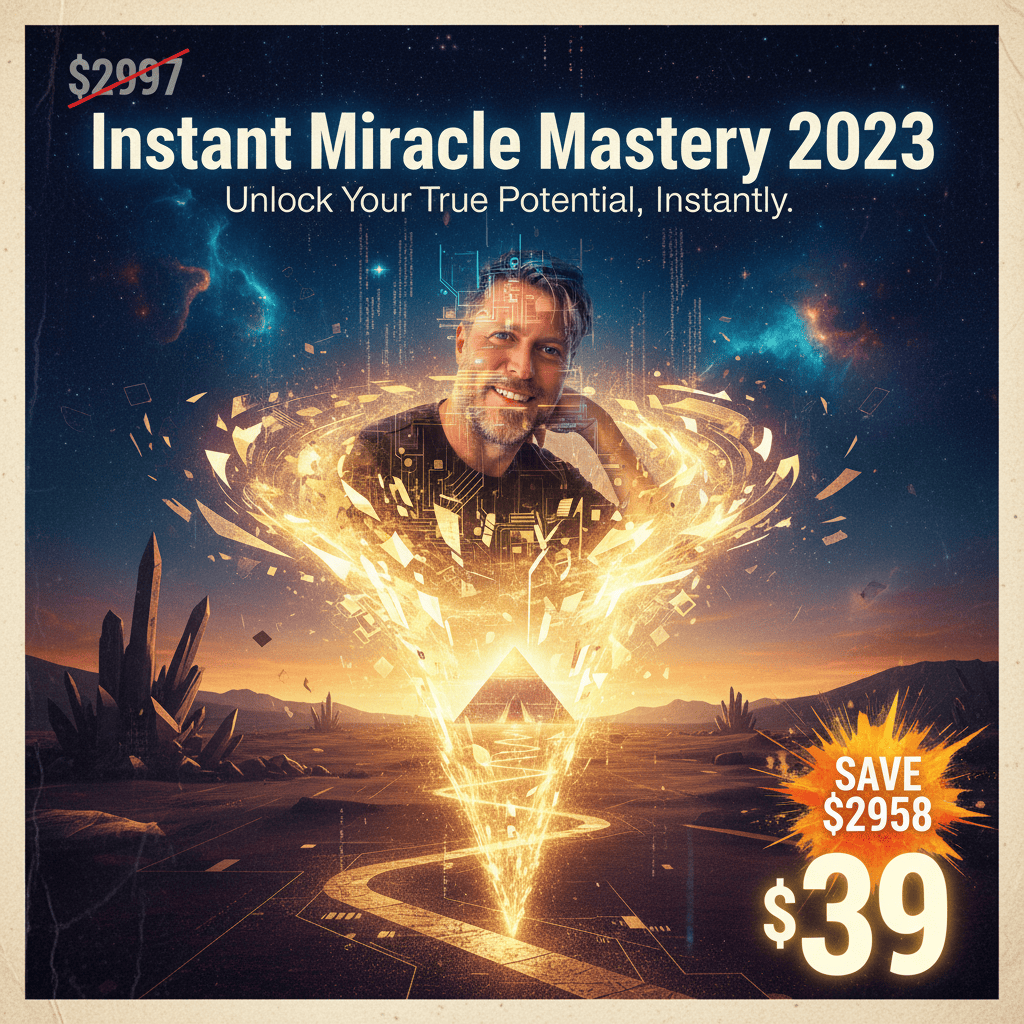 $2997
Instant Miracle Mastery 2023
Unlock Your True Potential, Instantly.
SAVE
$2958
$39